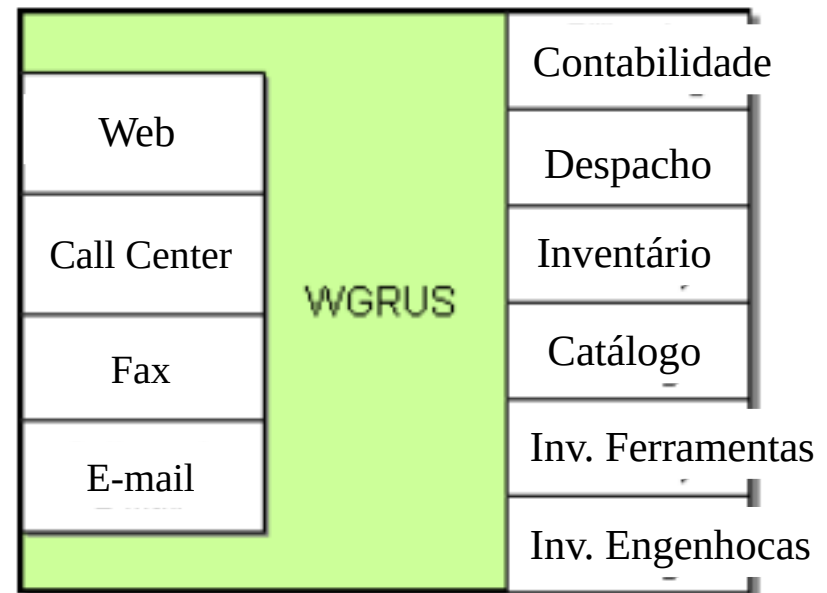 Web
Call Center
Fax
E-mail
WGRUS
Contabilidade
Despacho
Inventário
Catálogo
Inv. Ferramentas
Inv. Engenhocas